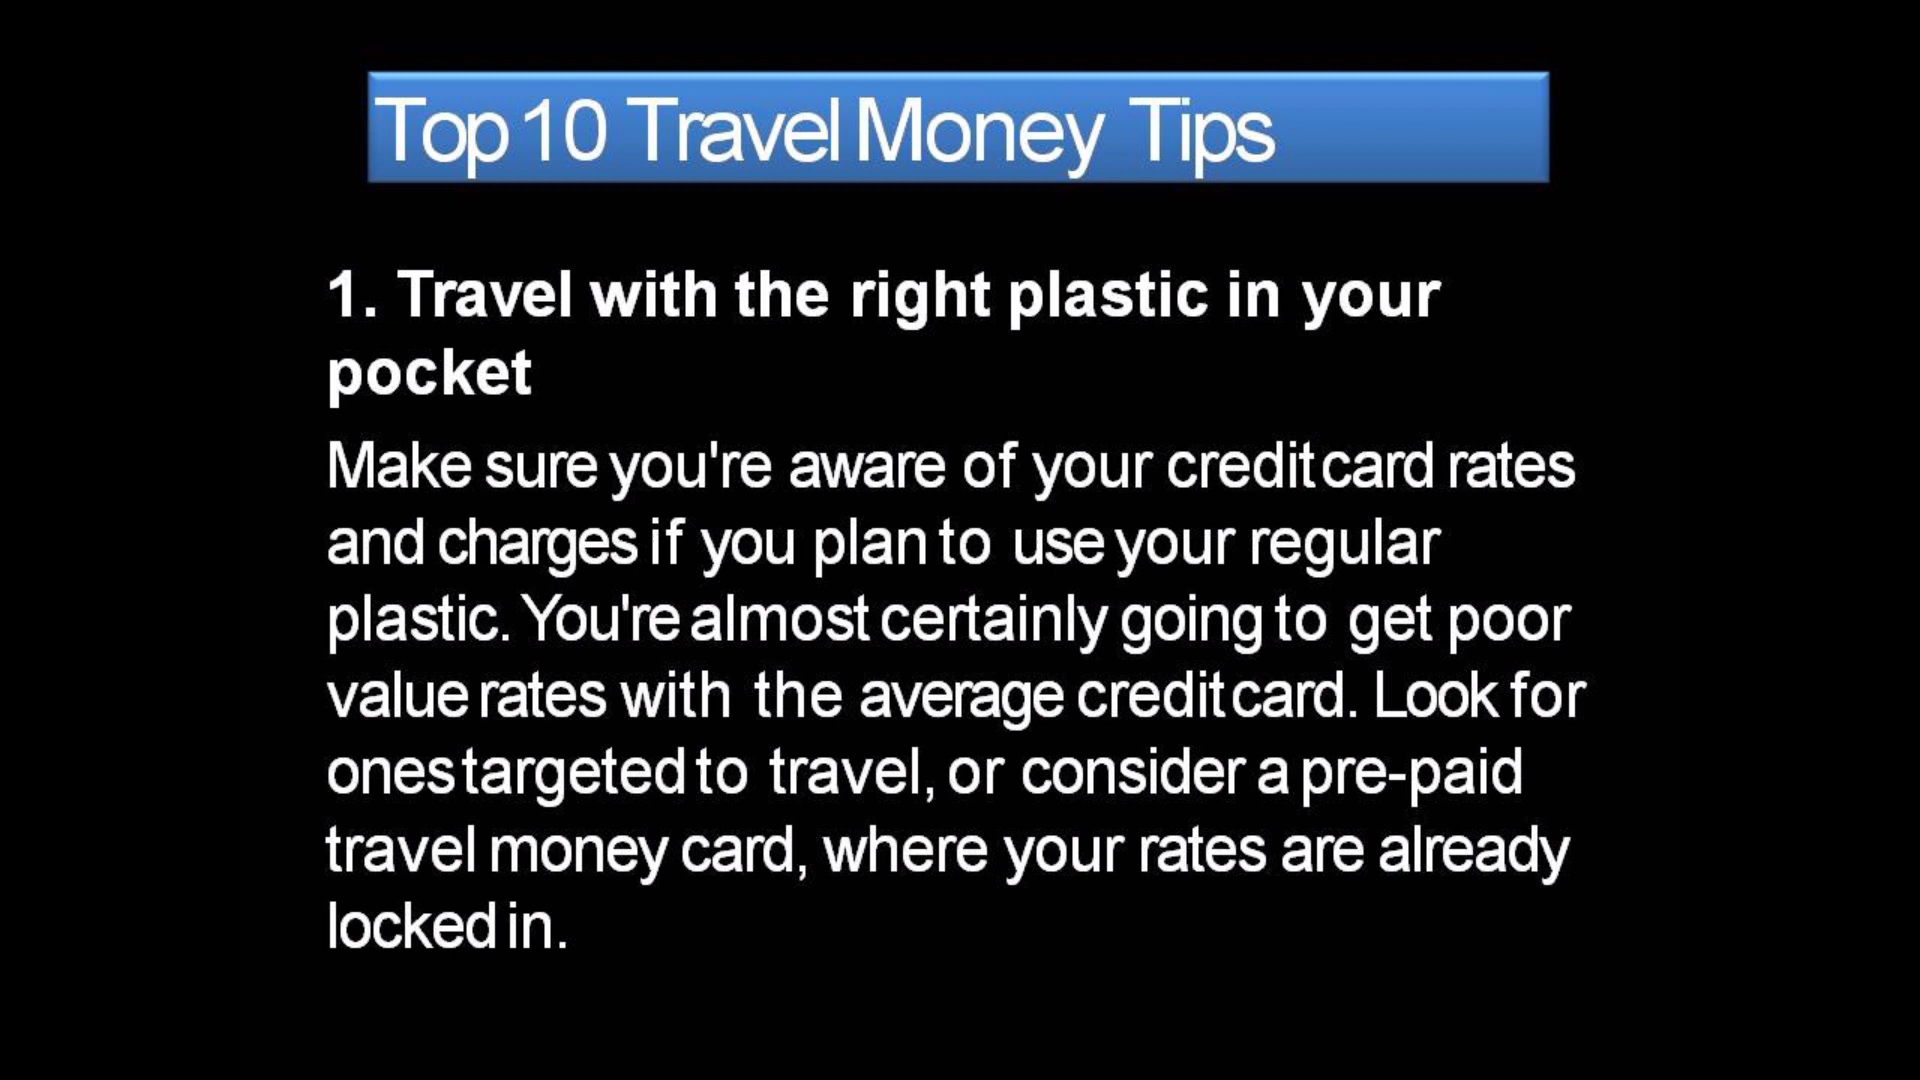 Top 10 Travel Money Tips
1. Travel with the right plastic in your
pocket
Make sure you're aware of your credit card rates
and charges if you plan to use your regular
plastic. You're almost certainly going to get poor
value rates with the average credit card. Look for
ones targeted to travel, or consider a pre-paid
travel money card, where your rates are already
locked in.